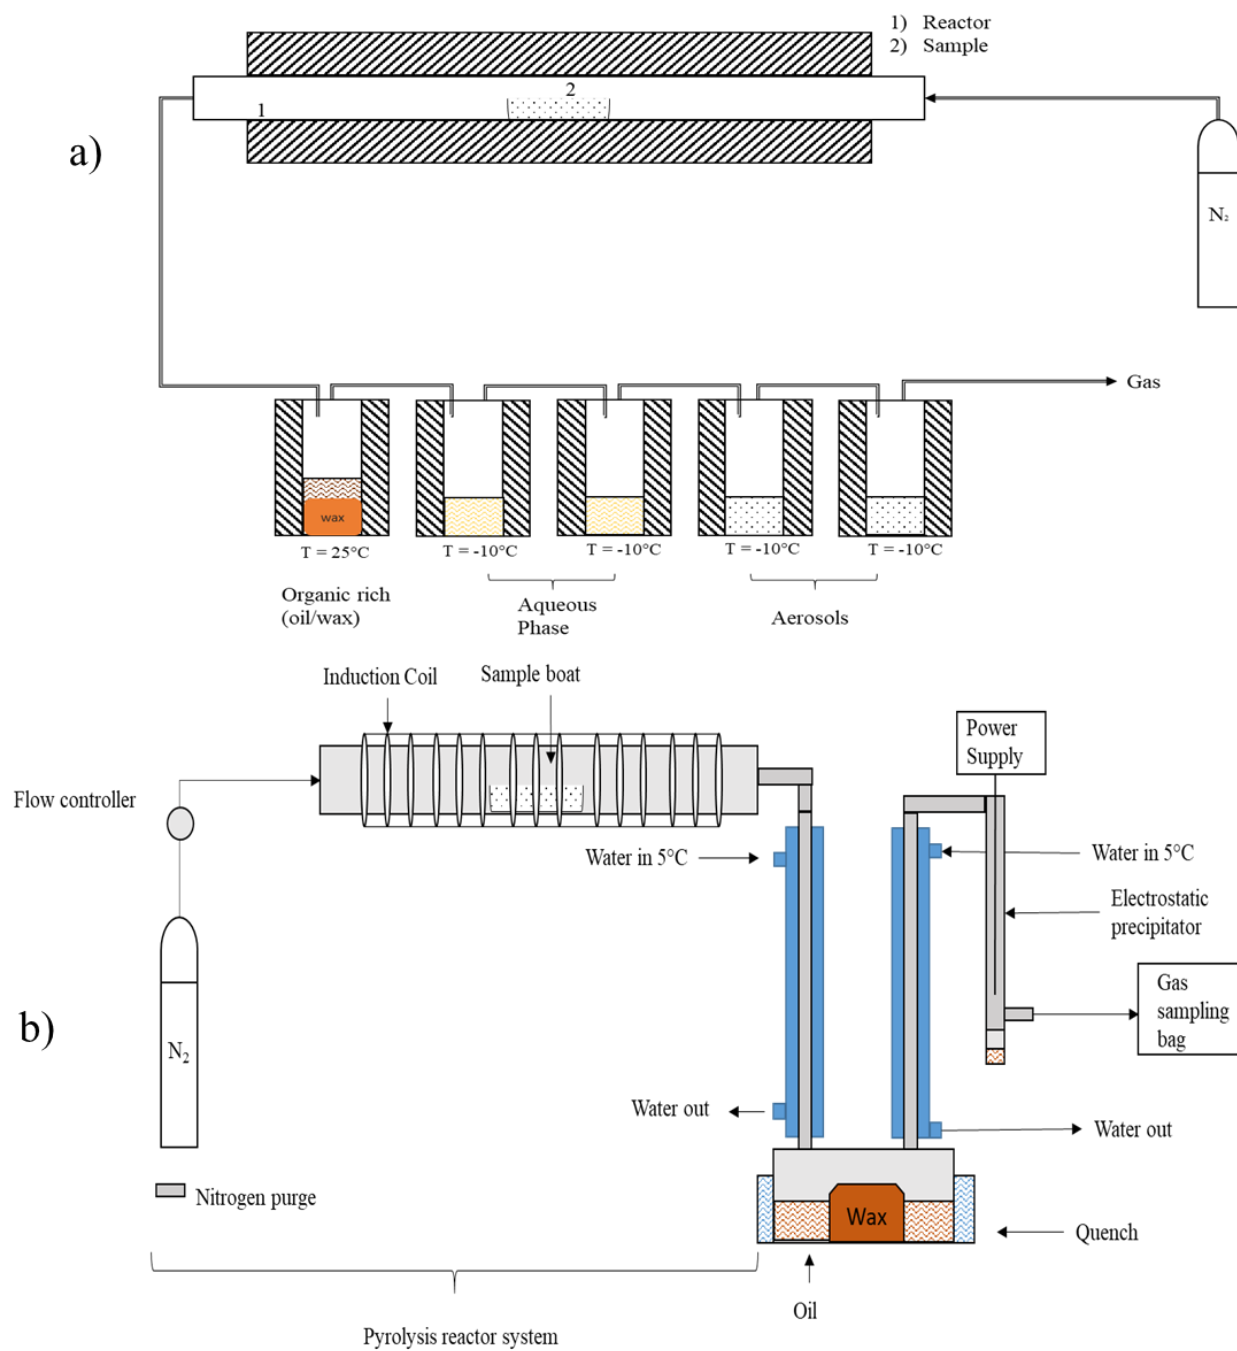 1) Reactor
2) Sample
2
1
a)
N₂
Gas
wax
T = 25°C
T = -10°C
T = -10°C
T = -10°C
T = -10°C
Organic rich
(oil/wax)
Aqueous
Phase
Aerosols
Induction Coil
Sample boat
Power
Supply
Flow controller
Water in 5°C
Water in 5°C
Electrostatic
precipitator
Gas
sampling
bag
b)
N₂
Water out
Water out
Nitrogen purge
Wax
Quench
Oil
Pyrolysis reactor system